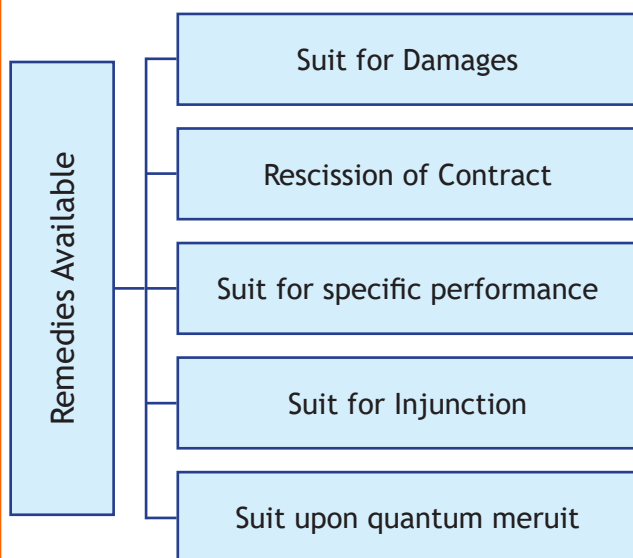 Remedies Available
Suit for Damages
Rescission of Contract
Suit for specific performance
Suit for Injunction
Suit upon quantum meruit